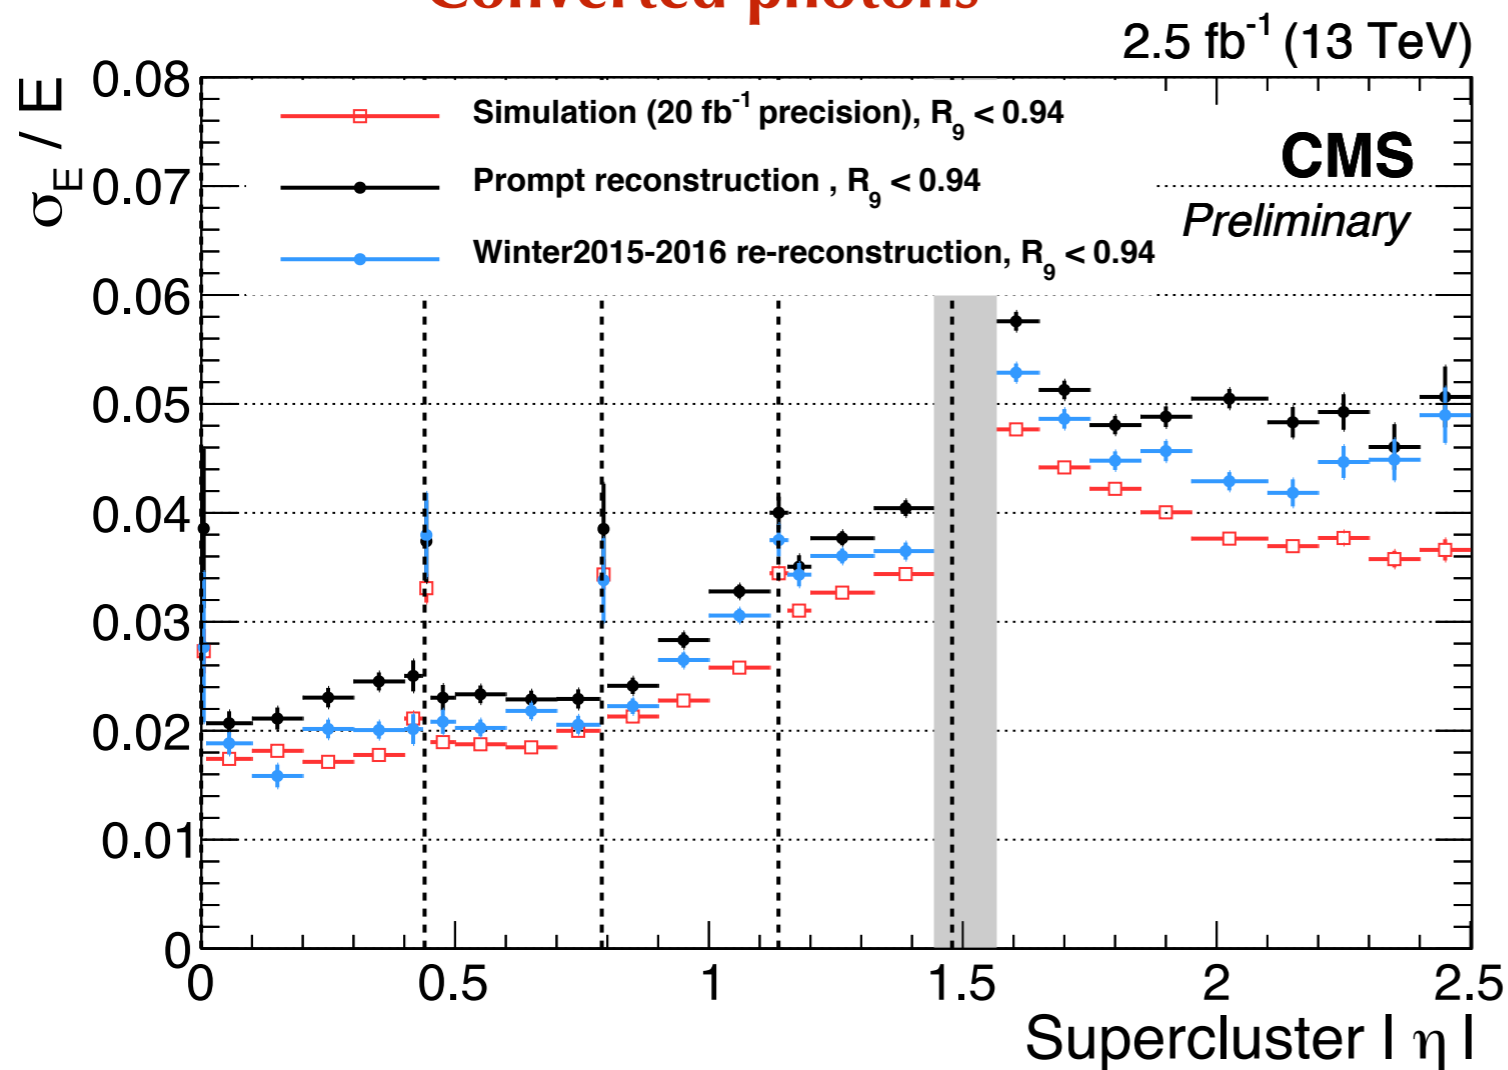 Converted photons
2.5 fb-1 (13 TeV)
σE / E
0.08
0.07
0.06
0.05
0.04
0.03
0.02
0.01
0
Simulation (20 fb-1 precision), R9 < 0.94
Prompt reconstruction , R9 < 0.94
Winter2015-2016 re-reconstruction, R9 < 0.94
CMS
Preliminary
0 0.5 1 1.5 2 2.5
Supercluster | η |